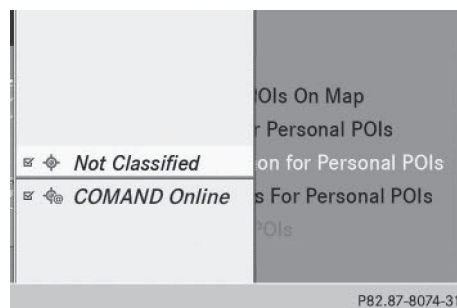 OIs On Map
r Personal POIs
Not Classified
on for Personal POIs
COMAND Online
s For Personal POIs
POIs
P82.87-8074-31